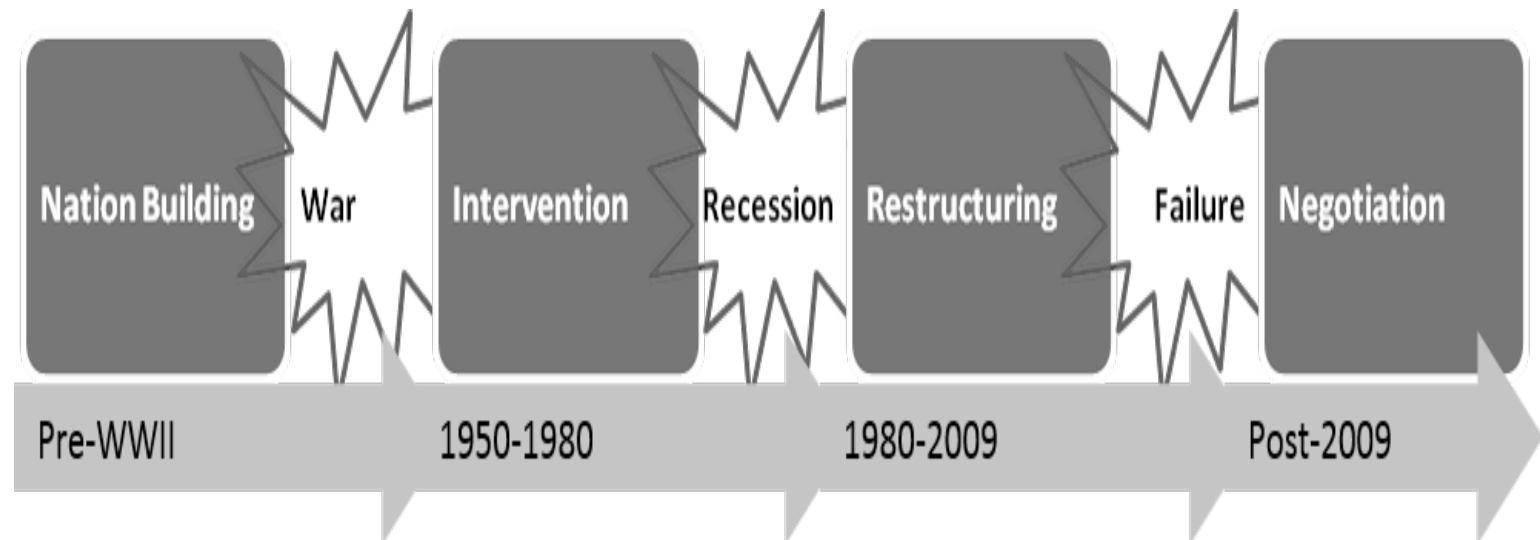 Nation Building
War
Intervention
Recession
Restructuring
Failure
Negotiation
Pre-WWII
1950-1980
1980-2009
Post-2009